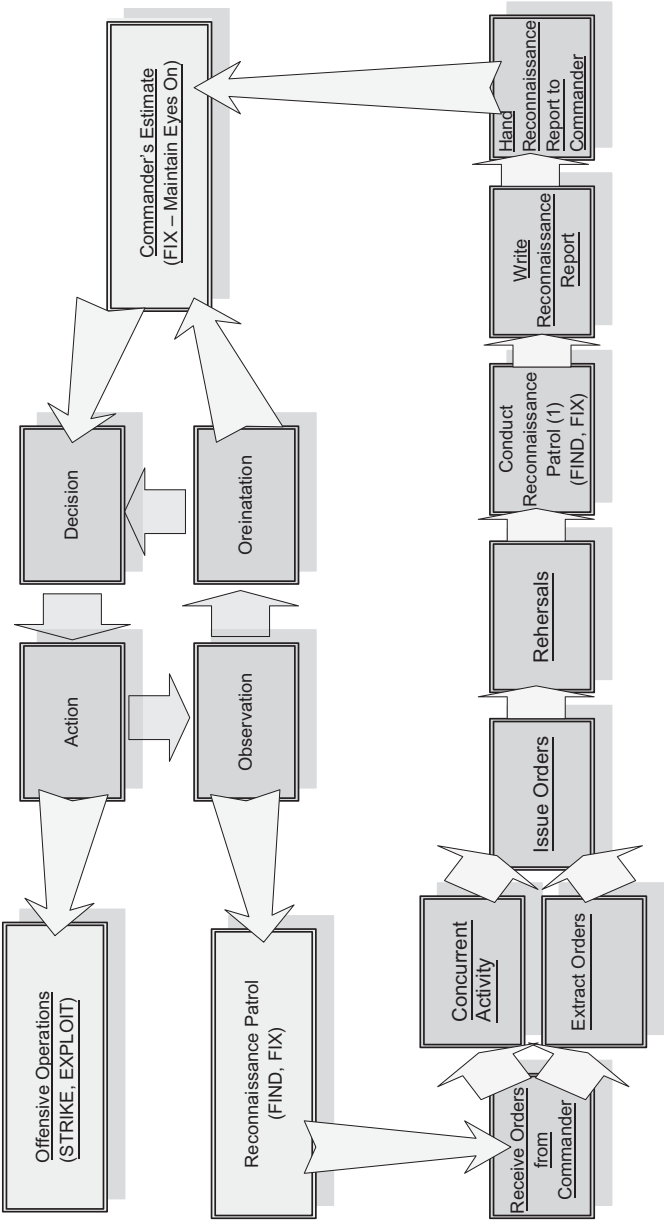 Offensive Operations
(STRIKE, EXPLOIT)
Action
Decision
Commander's Estimate
(FIX – Maintain Eyes On)
Reconnaissance Patrol
(FIND, FIX)
Observation
Oreinatation
Receive Orders
from
Commander
Concurrent
Activity
Extract Orders
Issue Orders
Rehersals
Conduct
Reconnaissance
Patrol (1)
(FIND, FIX)
Write
Reconnaissance
Report
Hand
Reconnaissance
Report to
Commander